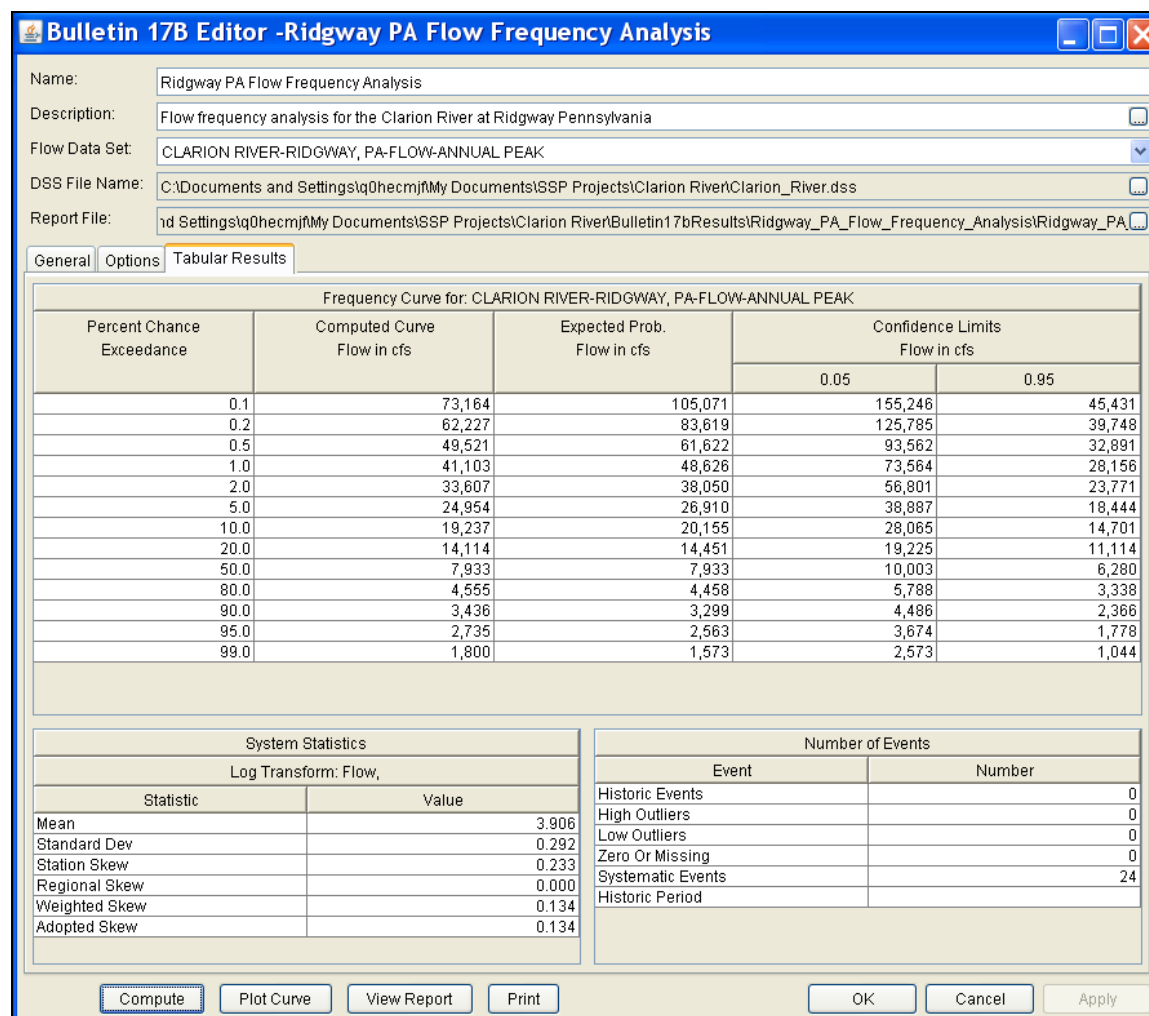 Bulletin 17B Editor -Ridgway PA Flow Frequency Analysis
Name: Ridgway PA Flow Frequency Analysis
Description: Flow frequency analysis for the Clarion River at Ridgway Pennsylvania ...
Flow Data Set: CLARION RIVER-RIDGWAY, PA-FLOW-ANNUAL PEAK
DSS File Name: C:\Documents and Settings\q0hecmjf\My Documents\SSP Projects\Clarion River\Clarion_River.dss ...
Report File: nd Settings\q0hecmjf\My Documents\SSP Projects\Clarion River\Bulletin17bResults\Ridgway_PA_Flow_Frequency_Analysis\Ridgway_PA_ ...
General Options Tabular Results
Frequency Curve for: CLARION RIVER-RIDGWAY, PA-FLOW-ANNUAL PEAK
Percent Chance Computed Curve Expected Prob. Confidence Limits
Exceedance Flow in cfs Flow in cfs Flow in cfs
0.05 0.95
0.1 73,164 105,071 155,246 45,431
0.2 62,227 83,619 125,785 39,748
0.5 49,521 61,622 93,562 32,891
1.0 41,103 48,626 73,564 28,156
2.0 33,607 38,050 56,801 23,771
5.0 24,954 26,910 38,887 18,444
10.0 19,237 20,155 28,065 14,701
20.0 14,114 14,451 19,225 11,114
50.0 7,933 7,933 10,003 6,280
80.0 4,555 4,458 5,788 3,338
90.0 3,436 3,299 4,486 2,366
95.0 2,735 2,563 3,674 1,778
99.0 1,800 1,573 2,573 1,044
System Statistics
Log Transform: Flow,
Statistic Value
Mean 3.906
Standard Dev 0.292
Station Skew 0.233
Regional Skew 0.000
Weighted Skew 0.134
Adopted Skew 0.134
Number of Events
Event Number
Historic Events 0
High Outliers 0
Low Outliers 0
Zero Or Missing 0
Systematic Events 24
Historic Period
Compute Plot Curve View Report Print OK Cancel Apply